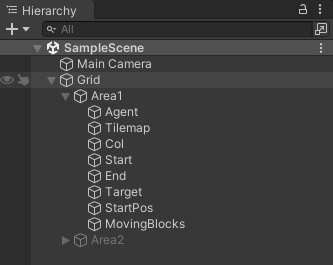 Hierarchy
All
SampleScene
Main Camera
Grid
Area1
Agent
Tilemap
Col
Start
End
Target
StartPos
MovingBlocks
Area2